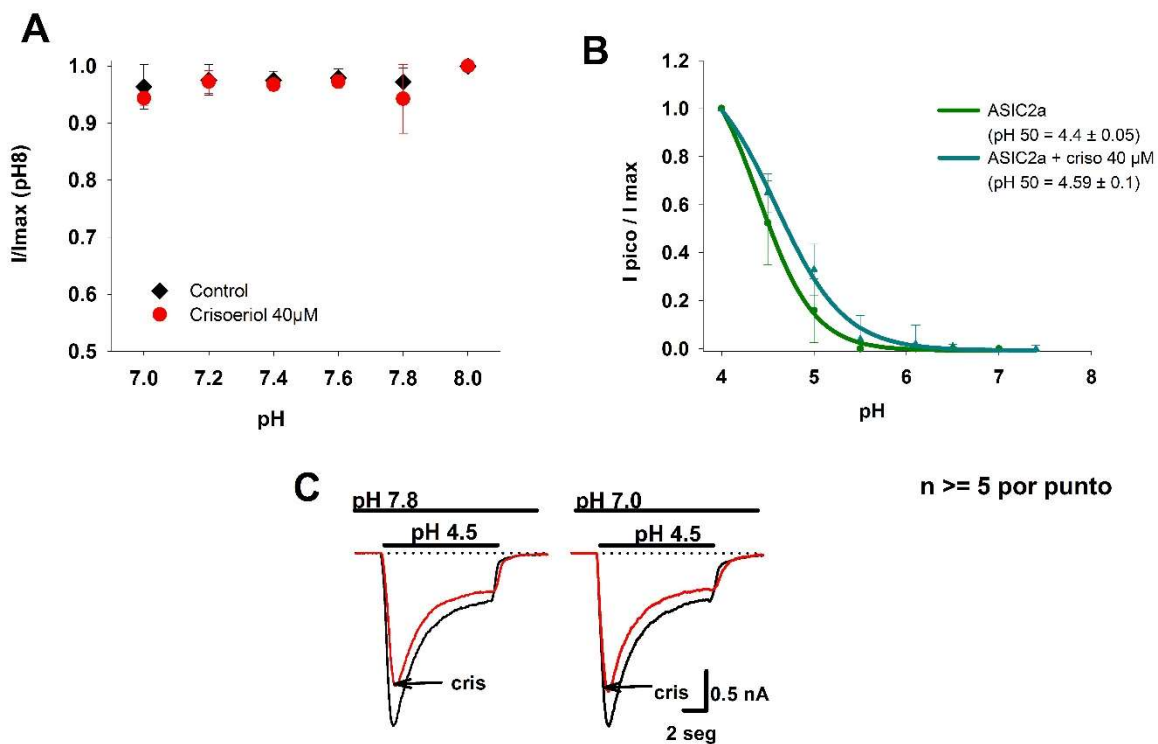 A
I/Imax (pH8)
1.0
0.9
0.8
0.7
0.6
0.5
Control
Crisoeriol 40µM
7.0 7.2 7.4 7.6 7.8 8.0
pH
B
I pico / I max
1.2
1.0
0.8
0.6
0.4
0.2
0.0
ASIC2a
(pH 50 = 4.4 ± 0.05)
ASIC2a + criso 40 µM
(pH 50 = 4.59 ± 0.1)
4 5 6 7 8
pH
C
pH 7.8
pH 4.5
cris
pH 7.0
pH 4.5
cris
0.5 nA
2 seg
n >= 5 por punto